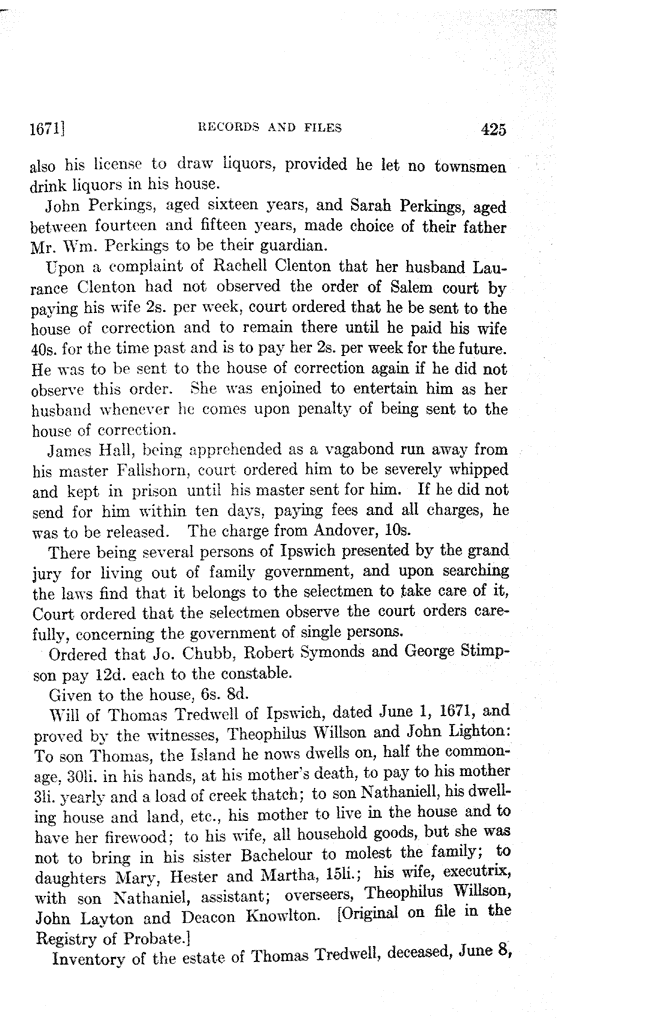 1671] RECORDS AND FILES 425
also his license to draw liquors, provided he let no townsmen
drink liquors in his house.
John Perkings, aged sixteen years, and Sarah Perkings, aged
between fourteen and fifteen years, made choice of their father
Mr. Wm. Perkings to be their guardian.
Upon a complaint of Rachell Clenton that her husband Lau-
rance Clenton had not observed the order of Salem court by
paying his wife 2s. per week, court ordered that he be sent to the
house of correction and to remain there until he paid his wife
40s. for the time past and is to pay her 2s. per week for the future.
He was to be sent to the house of correction again if he did not
observe this order. She was enjoined to entertain him as her
husband whenever he comes upon penalty of being sent to the
house of correction.
James Hall, being apprehended as a vagabond run away from
his master Fallshorn, court ordered him to be severely whipped
and kept in prison until his master sent for him. If he did not
send for him within ten days, paying fees and all charges, he
was to be released. The charge from Andover, 10s.
There being several persons of Ipswich presented by the grand
jury for living out of family government, and upon searching
the laws find that it belongs to the selectmen to take care of it,
Court ordered that the selectmen observe the court orders care-
fully, concerning the government of single persons.
Ordered that Jo. Chubb, Robert Symonds and George Stimp-
son pay 12d. each to the constable.
Given to the house, 6s. 8d.
Will of Thomas Tredwell of Ipswich, dated June 1, 1671, and
proved by the witnesses, Theophilus Willson and John Lighton:
To son Thomas, the Island he nows dwells on, half the common-
age, 30li. in his hands, at his mother's death, to pay to his mother
3li. yearly and a load of creek thatch; to son Nathaniell, his dwell-
ing house and land, etc., his mother to live in the house and to
have her firewood; to his wife, all household goods, but she was
not to bring in his sister Bachelour to molest the family; to
daughters Mary, Hester and Martha, 15li.; his wife, executrix,
with son Nathaniel, assistant; overseers, Theophilus Willson,
John Layton and Deacon Knowlton. [Original on file in the
Registry of Probate.]
Inventory of the estate of Thomas Tredwell, deceased, June 8,